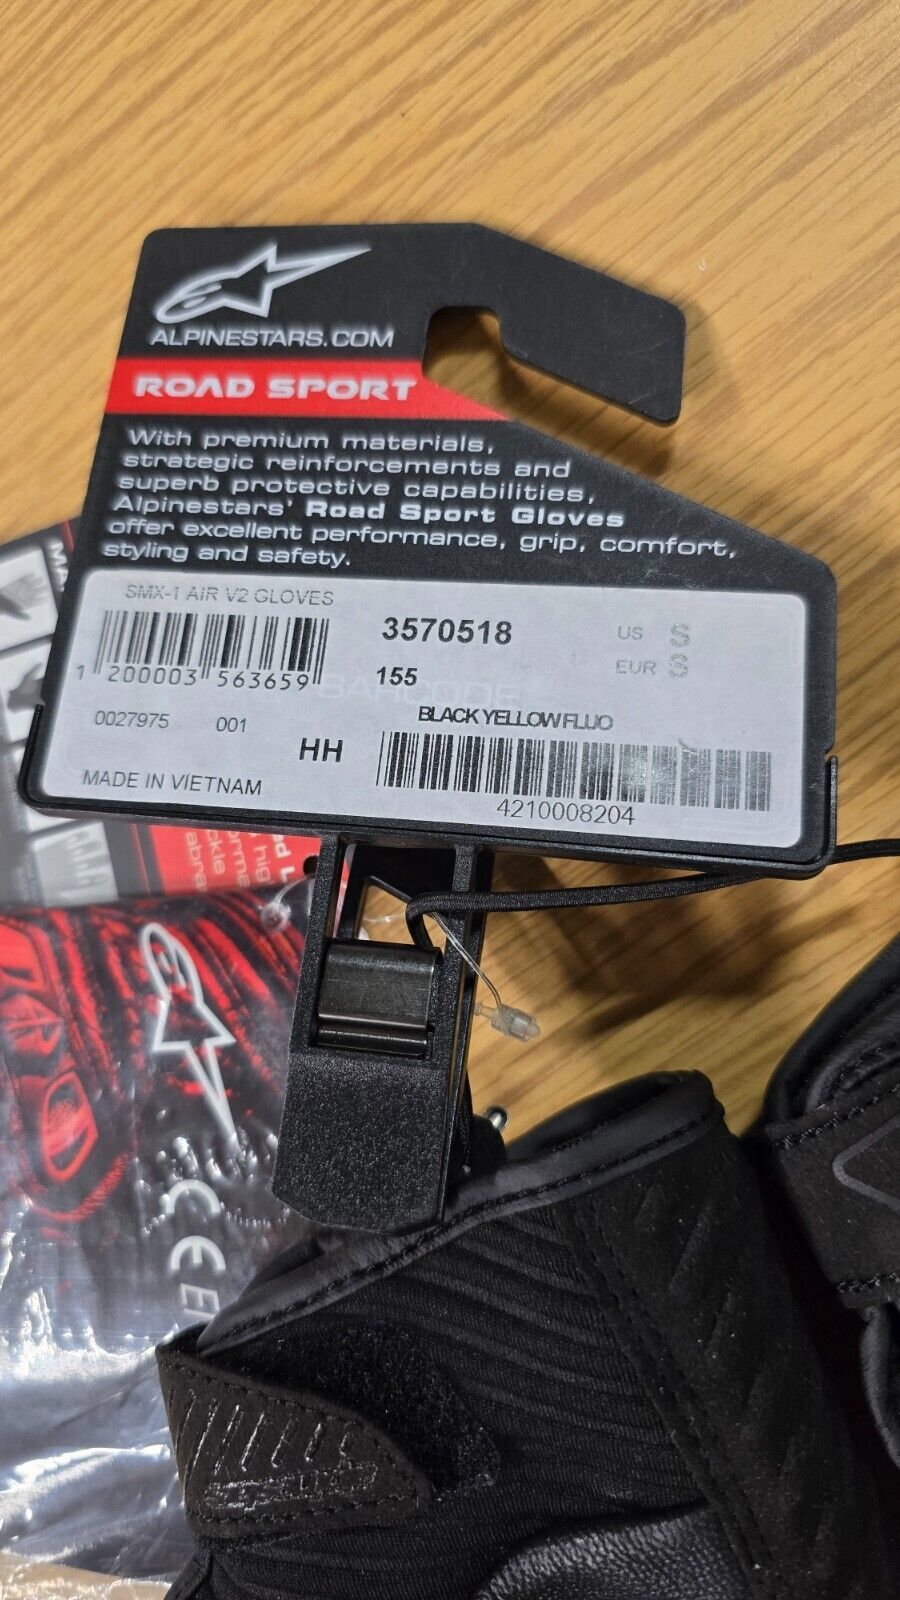 ALPINESTARS.COM
ROAD SPORT
With premium materials,
strategic reinforcements and
superb protective capabilities,
Alpinestars' Road Sport Gloves
offer excellent performance, grip, comfort,
styling and safety.
SMX-1 AIR V2 GLOVES
3570518
US S
EUR S
1 200003 563659
BARCODE
155
0027975 001
BLACK YELLOW FLUO
HH
MADE IN VIETNAM
4210008204
CE